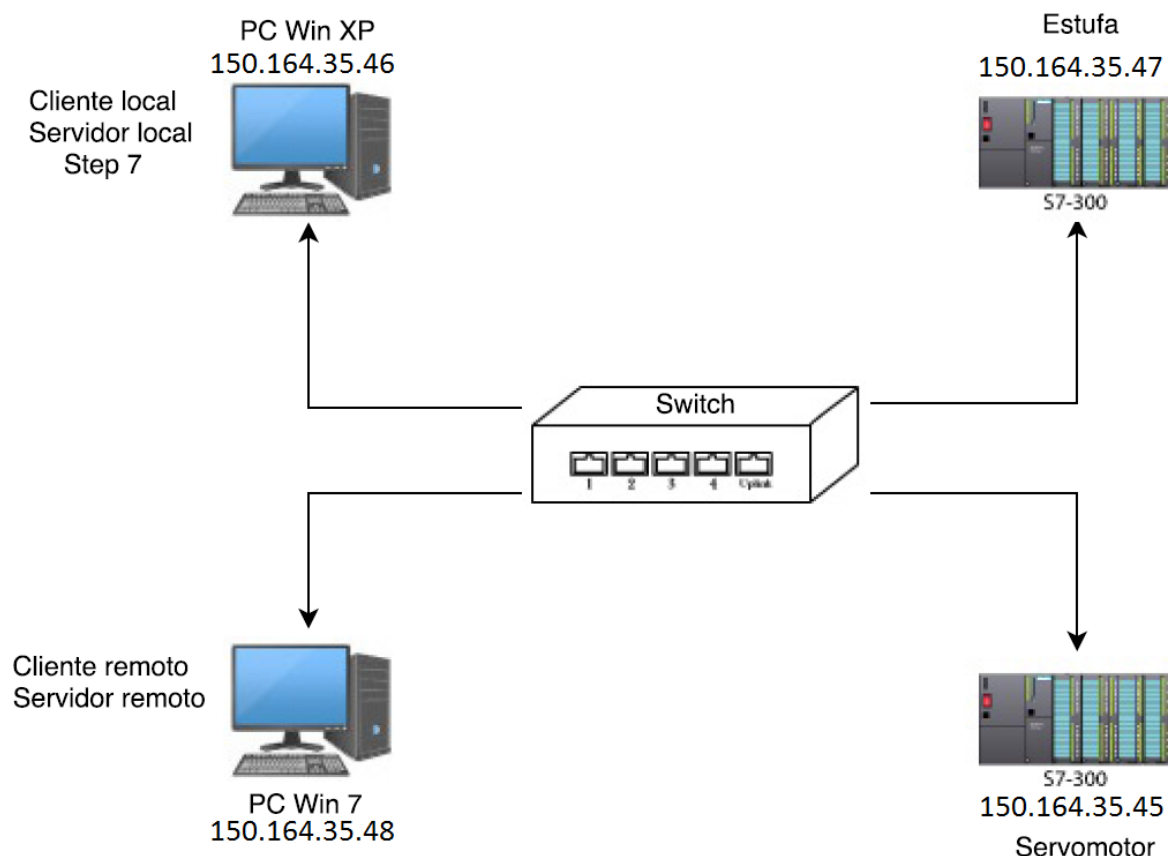 PC Win XP
150.164.35.46
Cliente local
Servidor local
Step 7
Estufa
150.164.35.47
S7-300
Switch
1 2 3 4 Uplink
Cliente remoto
Servidor remoto
PC Win 7
150.164.35.48
S7-300
150.164.35.45
Servomotor